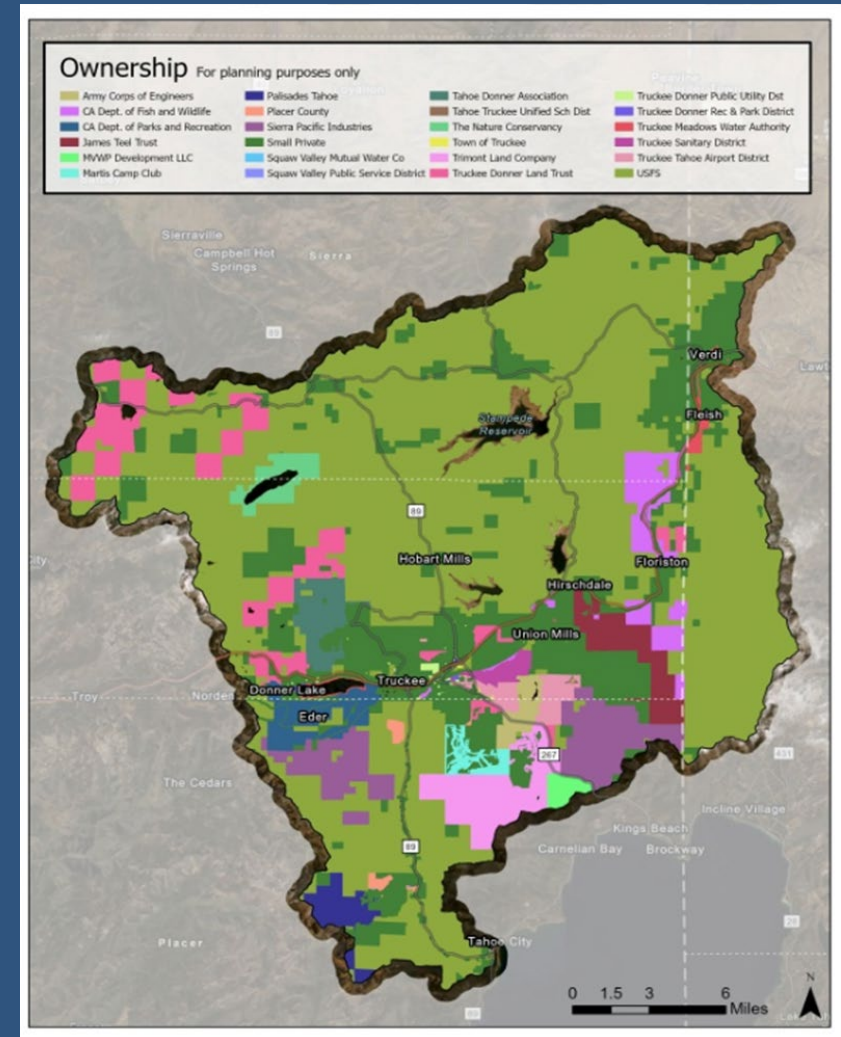 Ownership For planning purposes only
Army Corps of Engineers
CA Dept. of Fish and Wildlife
CA Dept. of Parks and Recreation
James Teel Trust
MVWP Development LLC
Martis Camp Club
Palisades Tahoe
Placer County
Sierra Pacific Industries
Small Private
Squaw Valley Mutual Water Co
Squaw Valley Public Service District
Tahoe Donner Association
Tahoe Truckee Unified Sch Dist
The Nature Conservancy
Town of Truckee
Trimont Land Company
Truckee Donner Land Trust
Truckee Donner Public Utility Dst
Truckee Donner Rec & Park District
Truckee Meadows Water Authority
Truckee Sanitary District
Truckee Tahoe Airport District
USFS
Sierraville
Campbell Hot
Springs
Sierra
89
Verdi
Fleish
Stampede
Reservoir
89
Hobart Mills
Floriston
Hirschdale
Union Mills
Truckee
Donner Lake
Troy
Norden
Eder
267
431
The Cedars
Incline Village
Kings Beach
Carnelian Bay
Brockway
89
28
Placer
Tahoe City
N
0 1.5 3 6
Miles
89